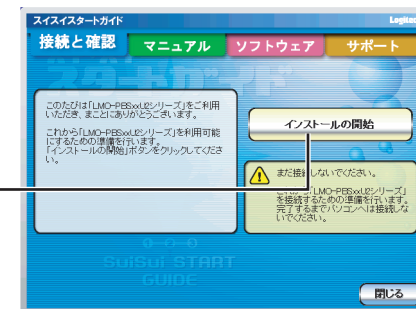 スイスイスタートガイド
Logitec
接続と確認
マニュアル
ソフトウェア
サポート
スタートガイド
このたびは「LMO-PBSxxU2シリーズ」をご利用
いただき、まことにありがとうございます。
これから「LMO-PBSxxU2シリーズ」を利用可能
にするための準備を行います。
「インストールの開始」ボタンをクリックしてくださ
い。
インストールの開始
まだ接続しないでください。
これから「LMO-PBSxxU2シリーズ」
を接続するための準備を行います。
完了するまでパソコンへは接続しな
いでください。
SuiSui START
GUIDE
閉じる